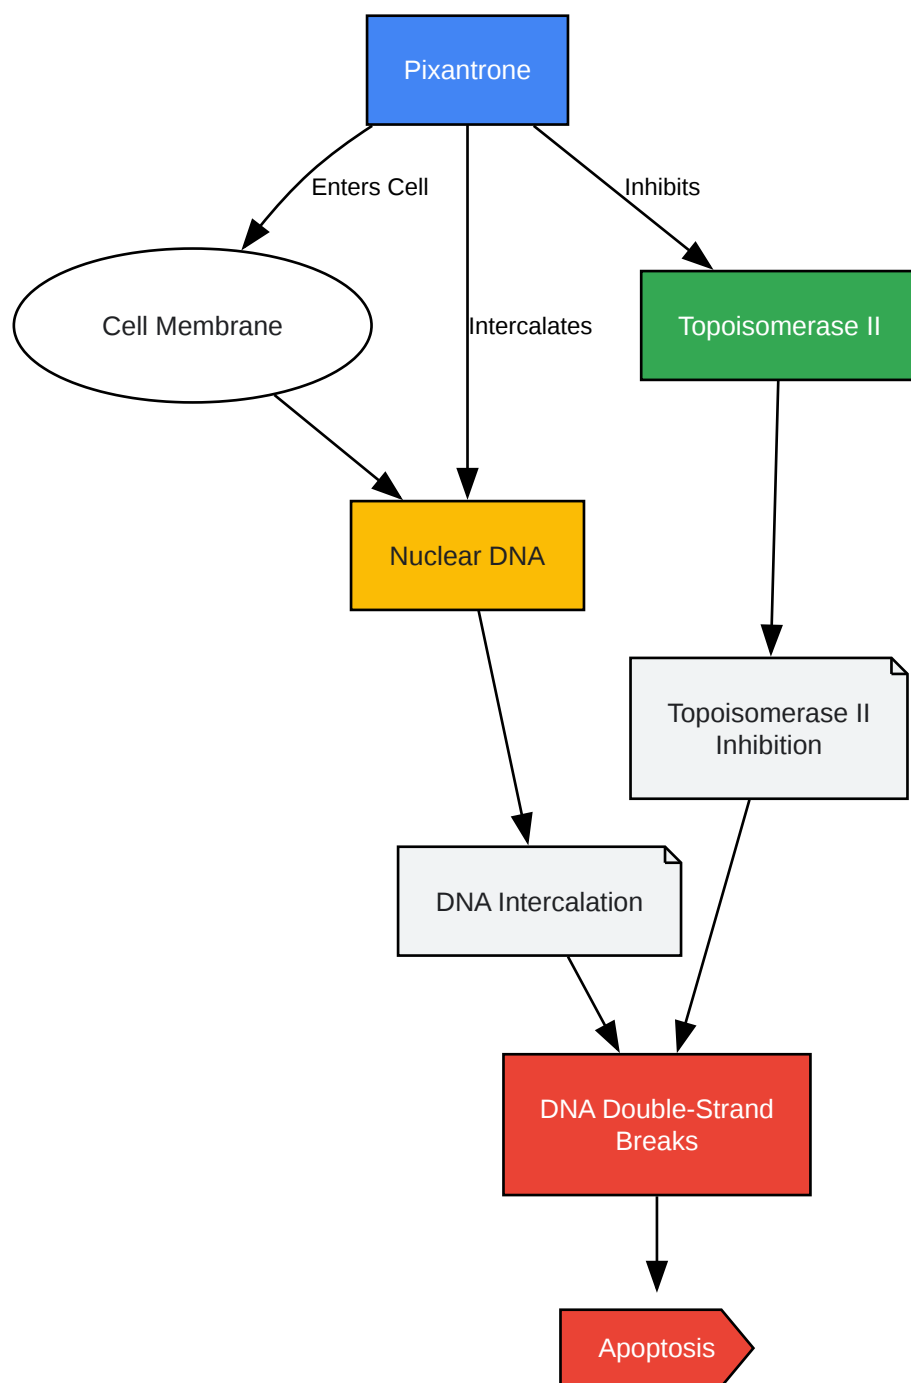 Pixantrone
Enters Cell
Inhibits
Cell Membrane
Intercalates
Topoisomerase II
Nuclear DNA
Topoisomerase II
Inhibition
DNA Intercalation
DNA Double-Strand
Breaks
Apoptosis